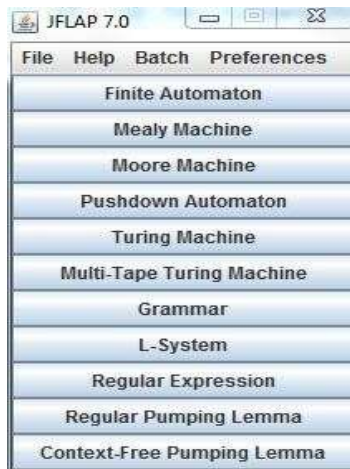 JFLAP 7.0
File Help Batch Preferences
Finite Automaton
Mealy Machine
Moore Machine
Pushdown Automaton
Turing Machine
Multi-Tape Turing Machine
Grammar
L-System
Regular Expression
Regular Pumping Lemma
Context-Free Pumping Lemma